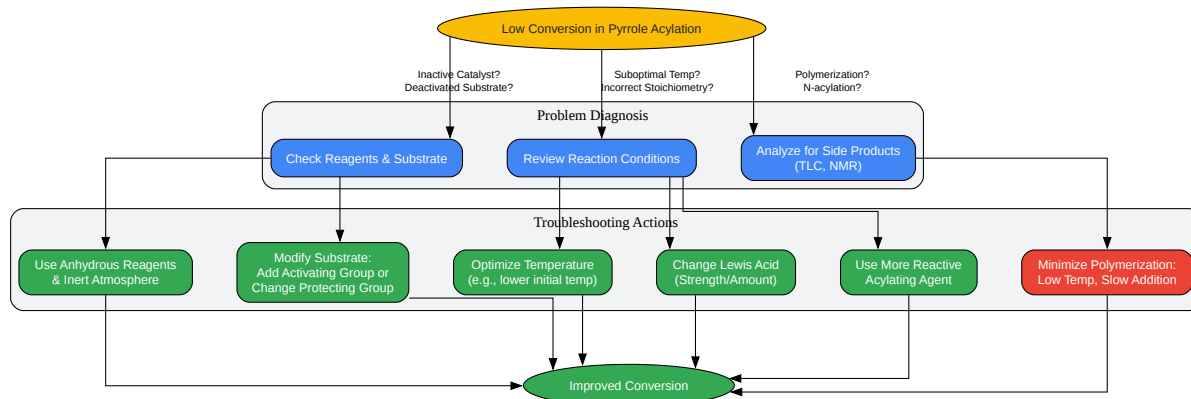 Low Conversion in Pyrrole Acylation
Inactive Catalyst?
Deactivated Substrate?
Suboptimal Temp?
Incorrect Stoichiometry?
Polymerization?
N-acylation?
Problem Diagnosis
Check Reagents & Substrate
Review Reaction Conditions
Analyze for Side Products
(TLC, NMR)
Troubleshooting Actions
Use Anhydrous Reagents
& Inert Atmosphere
Modify Substrate:
Add Activating Group or
Change Protecting Group
Optimize Temperature
(e.g., lower initial temp)
Change Lewis Acid
(Strength/Amount)
Use More Reactive
Acylating Agent
Minimize Polymerization:
Low Temp, Slow Addition
Improved Conversion